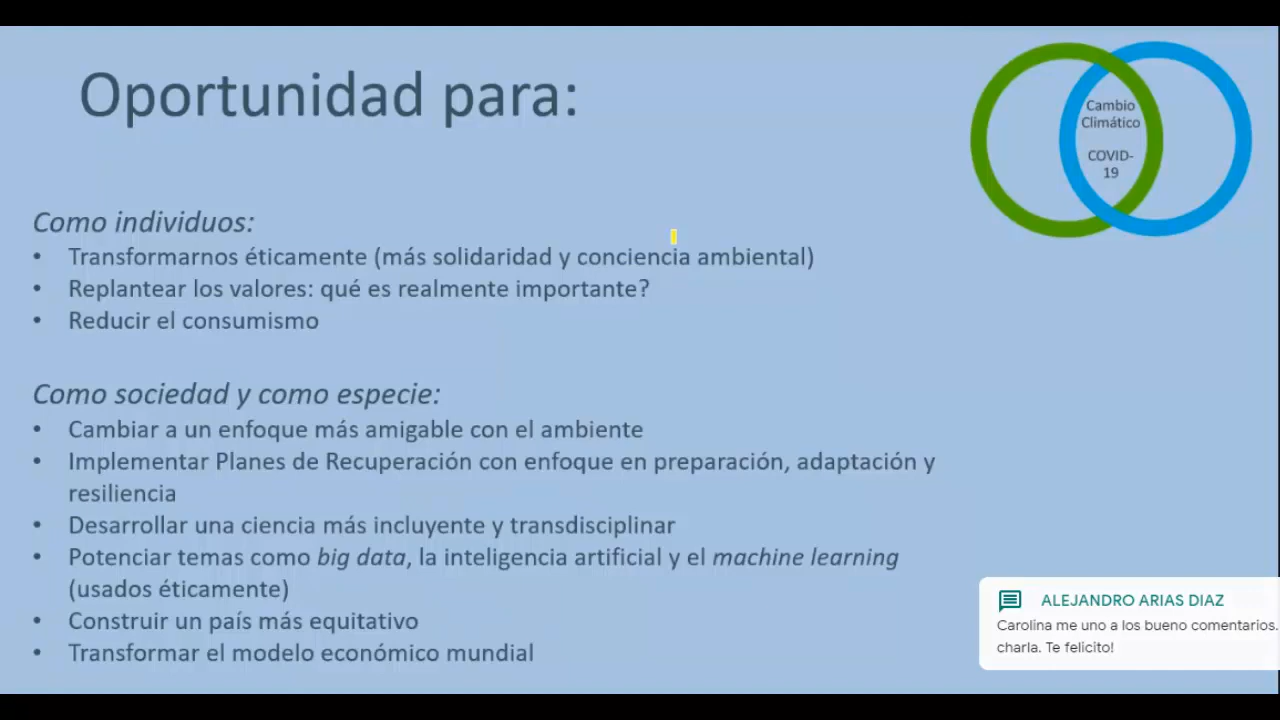 Oportunidad para:
Cambio
Climático
COVID-
19
Como individuos:
• Transformarnos éticamente (más solidaridad y conciencia ambiental)
• Replantear los valores: qué es realmente importante?
• Reducir el consumismo
Como sociedad y como especie:
• Cambiar a un enfoque más amigable con el ambiente
• Implementar Planes de Recuperación con enfoque en preparación, adaptación y
resiliencia
• Desarrollar una ciencia más incluyente y transdisciplinar
• Potenciar temas como big data, la inteligencia artificial y el machine learning
(usados éticamente)
• Construir un país más equitativo
• Transformar el modelo económico mundial
ALEJANDRO ARIAS DIAZ
Carolina me uno a los bueno comentarios.
charla. Te felicito!